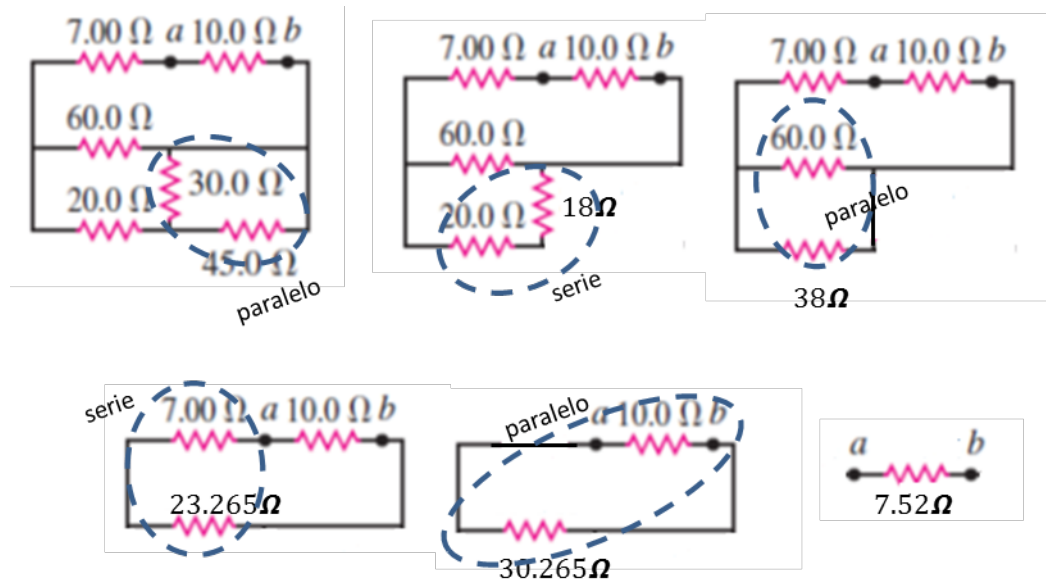 7.00 Ω a 10.0 Ω b
60.0 Ω
30.0 Ω
20.0 Ω
45.0 Ω
paralelo
7.00 Ω a 10.0 Ω b
60.0 Ω
18Ω
20.0 Ω
serie
7.00 Ω a 10.0 Ω b
60.0 Ω
paralelo
38Ω
serie
7.00 Ω a 10.0 Ω b
23.265Ω
paralelo
a 10.0 Ω b
30.265Ω
a b
7.52Ω